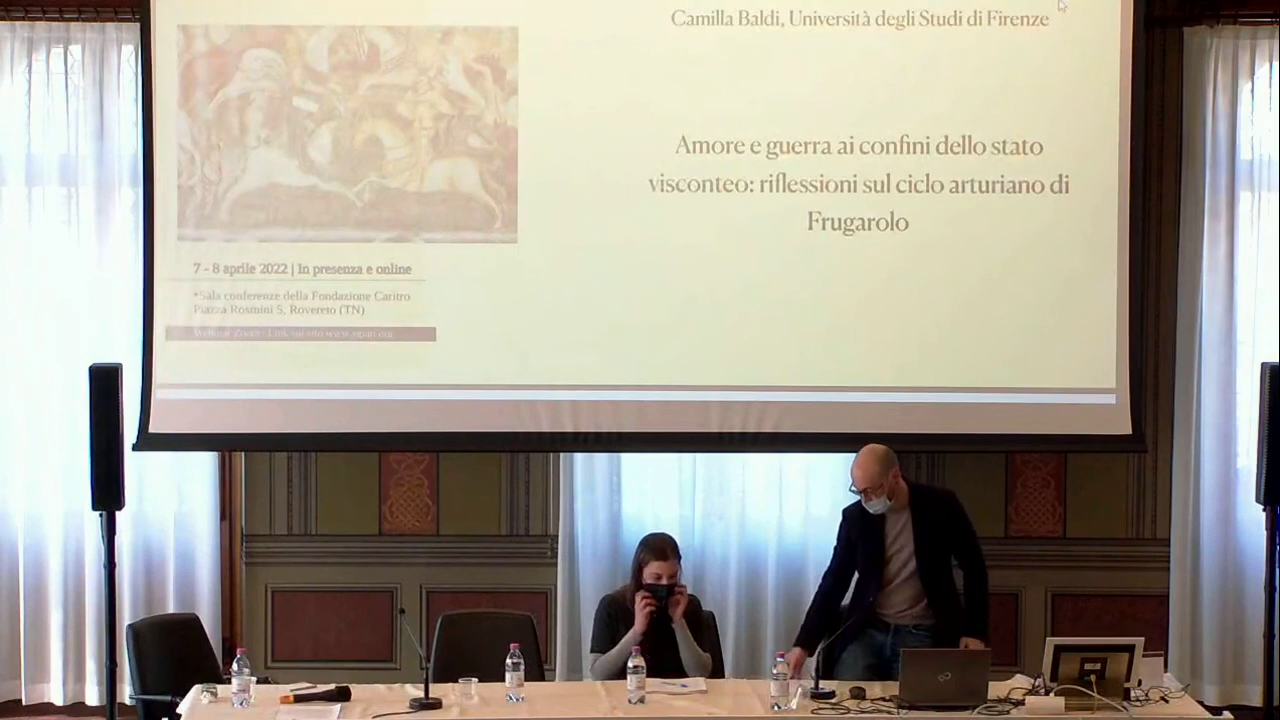 Camilla Baldi, Università degli Studi di Firenze
Amore e guerra ai confini dello stato
visconteo: riflessioni sul ciclo arturiano di
Frugarolo
7 - 8 aprile 2022 | In presenza e online
*Sala conferenze della Fondazione Caritro
Piazza Rosmini 5, Rovereto (TN)